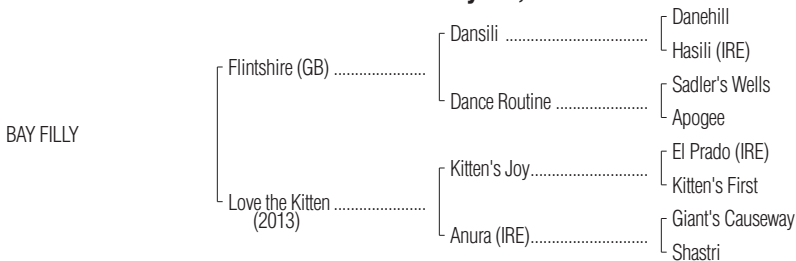 Danehill
Dansili ..............................
Hasili (IRE)
Flintshire (GB) .......................
Sadler's Wells
Dance Routine ...................
Apogee
BAY FILLY
El Prado (IRE)
Kitten's Joy........................
Kitten's First
Love the Kitten .......................
(2013)
Giant's Causeway
Anura (IRE)........................
Shastri